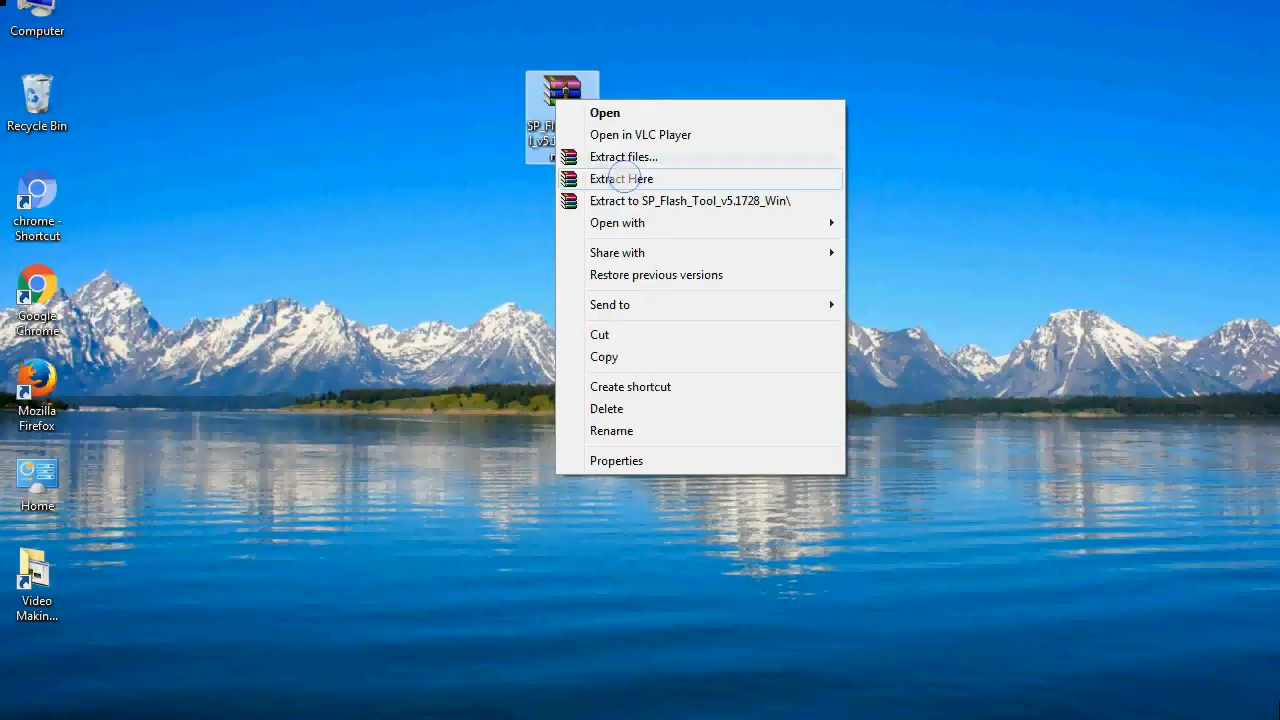 Computer
Recycle Bin
chrome -
Shortcut
Google
Chrome
Mozilla
Firefox
Home
Video
Makin...
Open
Open in VLC Player
Extract files...
Extract Here
Extract to SP_Flash_Tool_v5.1728_Win\
Open with
Share with
Restore previous versions
Send to
Cut
Copy
Create shortcut
Delete
Rename
Properties